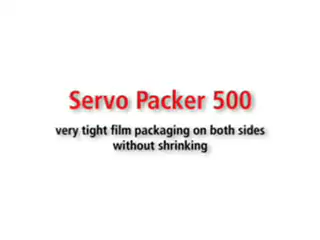 Servo Packer 500
very tight film packaging on both sides
without shrinking